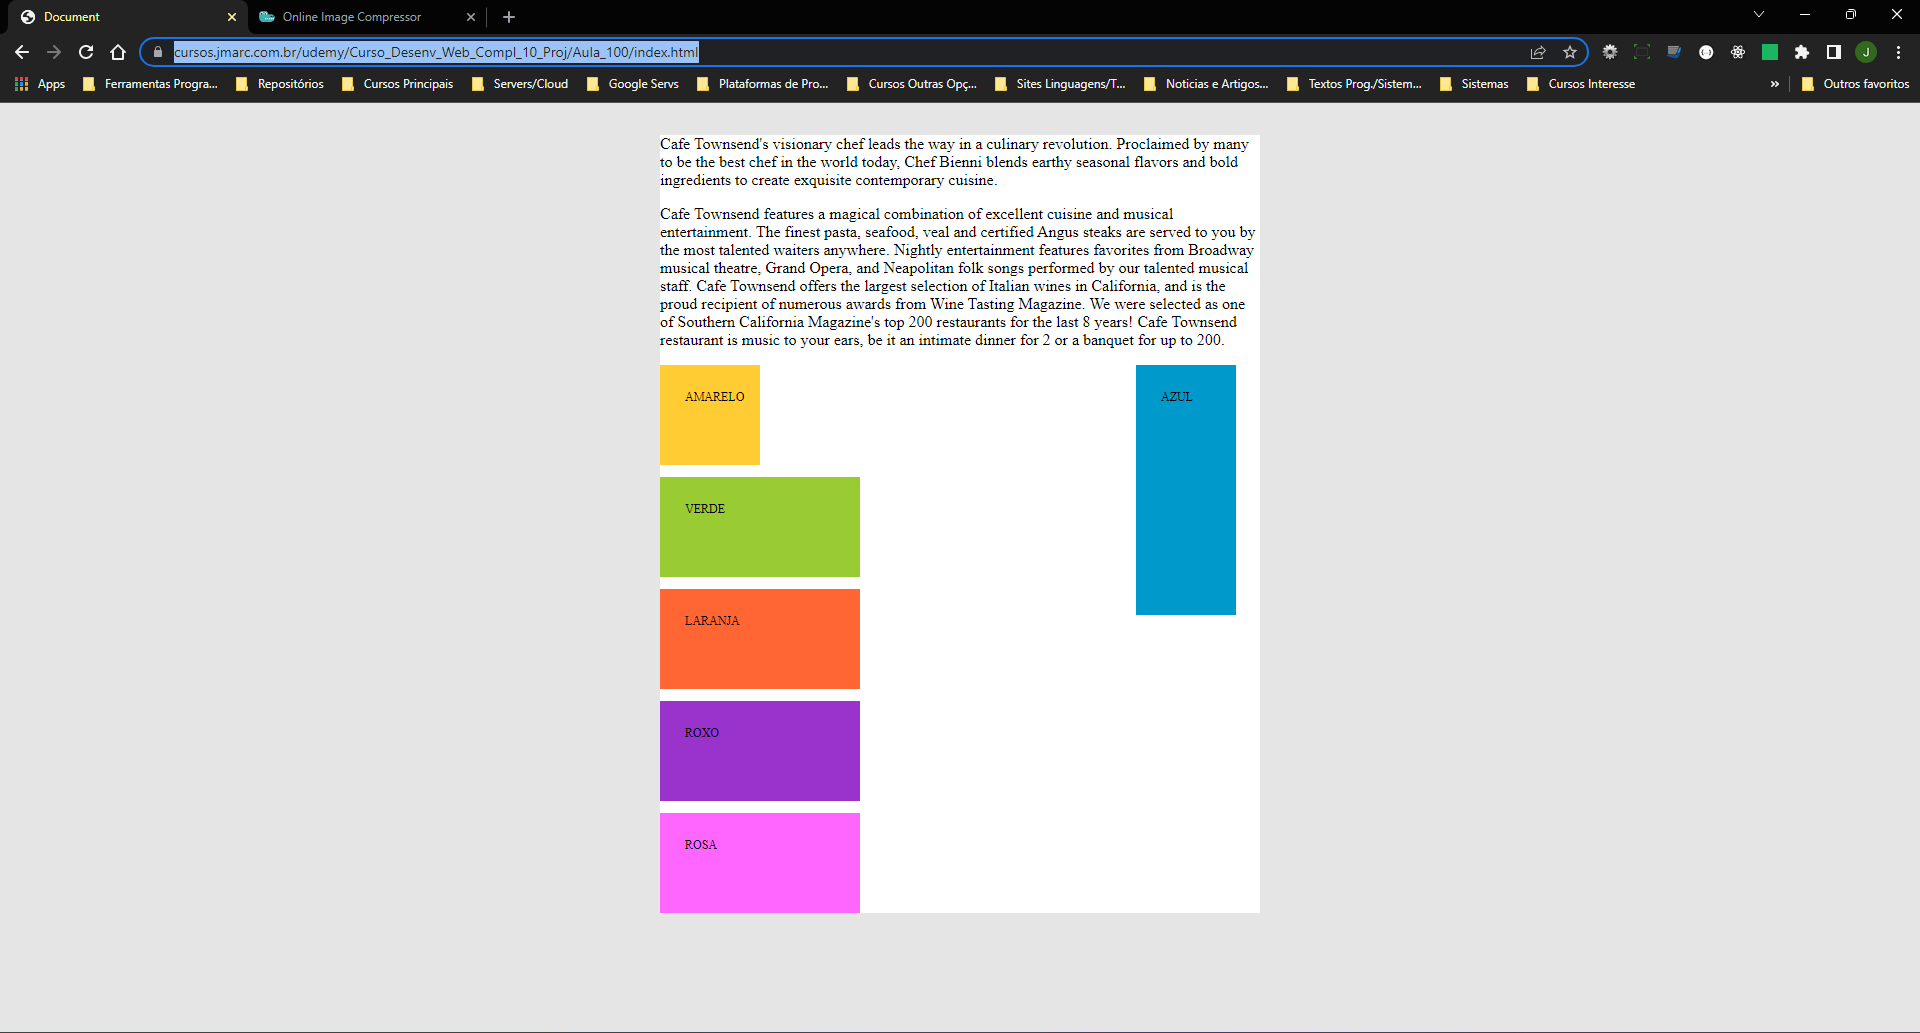 Document
Online Image Compressor
cursos.jmarc.com.br/udemy/Curso_Desenv_Web_Compl_10_Proj/Aula_100/index.html
J
Apps
Ferramentas Progra...
Repositórios
Cursos Principais
Servers/Cloud
Google Servs
Plataformas de Pro...
Cursos Outras Opç...
Sites Linguagens/T...
Noticias e Artigos...
Textos Prog./Sistem...
Sistemas
Cursos Interesse
»
Outros favoritos
Cafe Townsend's visionary chef leads the way in a culinary revolution. Proclaimed by many
to be the best chef in the world today, Chef Bienni blends earthy seasonal flavors and bold
ingredients to create exquisite contemporary cuisine.
Cafe Townsend features a magical combination of excellent cuisine and musical
entertainment. The finest pasta, seafood, veal and certified Angus steaks are served to you by
the most talented waiters anywhere. Nightly entertainment features favorites from Broadway
musical theatre, Grand Opera, and Neapolitan folk songs performed by our talented musical
staff. Cafe Townsend offers the largest selection of Italian wines in California, and is the
proud recipient of numerous awards from Wine Tasting Magazine. We were selected as one
of Southern California Magazine's top 200 restaurants for the last 8 years! Cafe Townsend
restaurant is music to your ears, be it an intimate dinner for 2 or a banquet for up to 200.
AMARELO
AZUL
VERDE
LARANJA
ROXO
ROSA